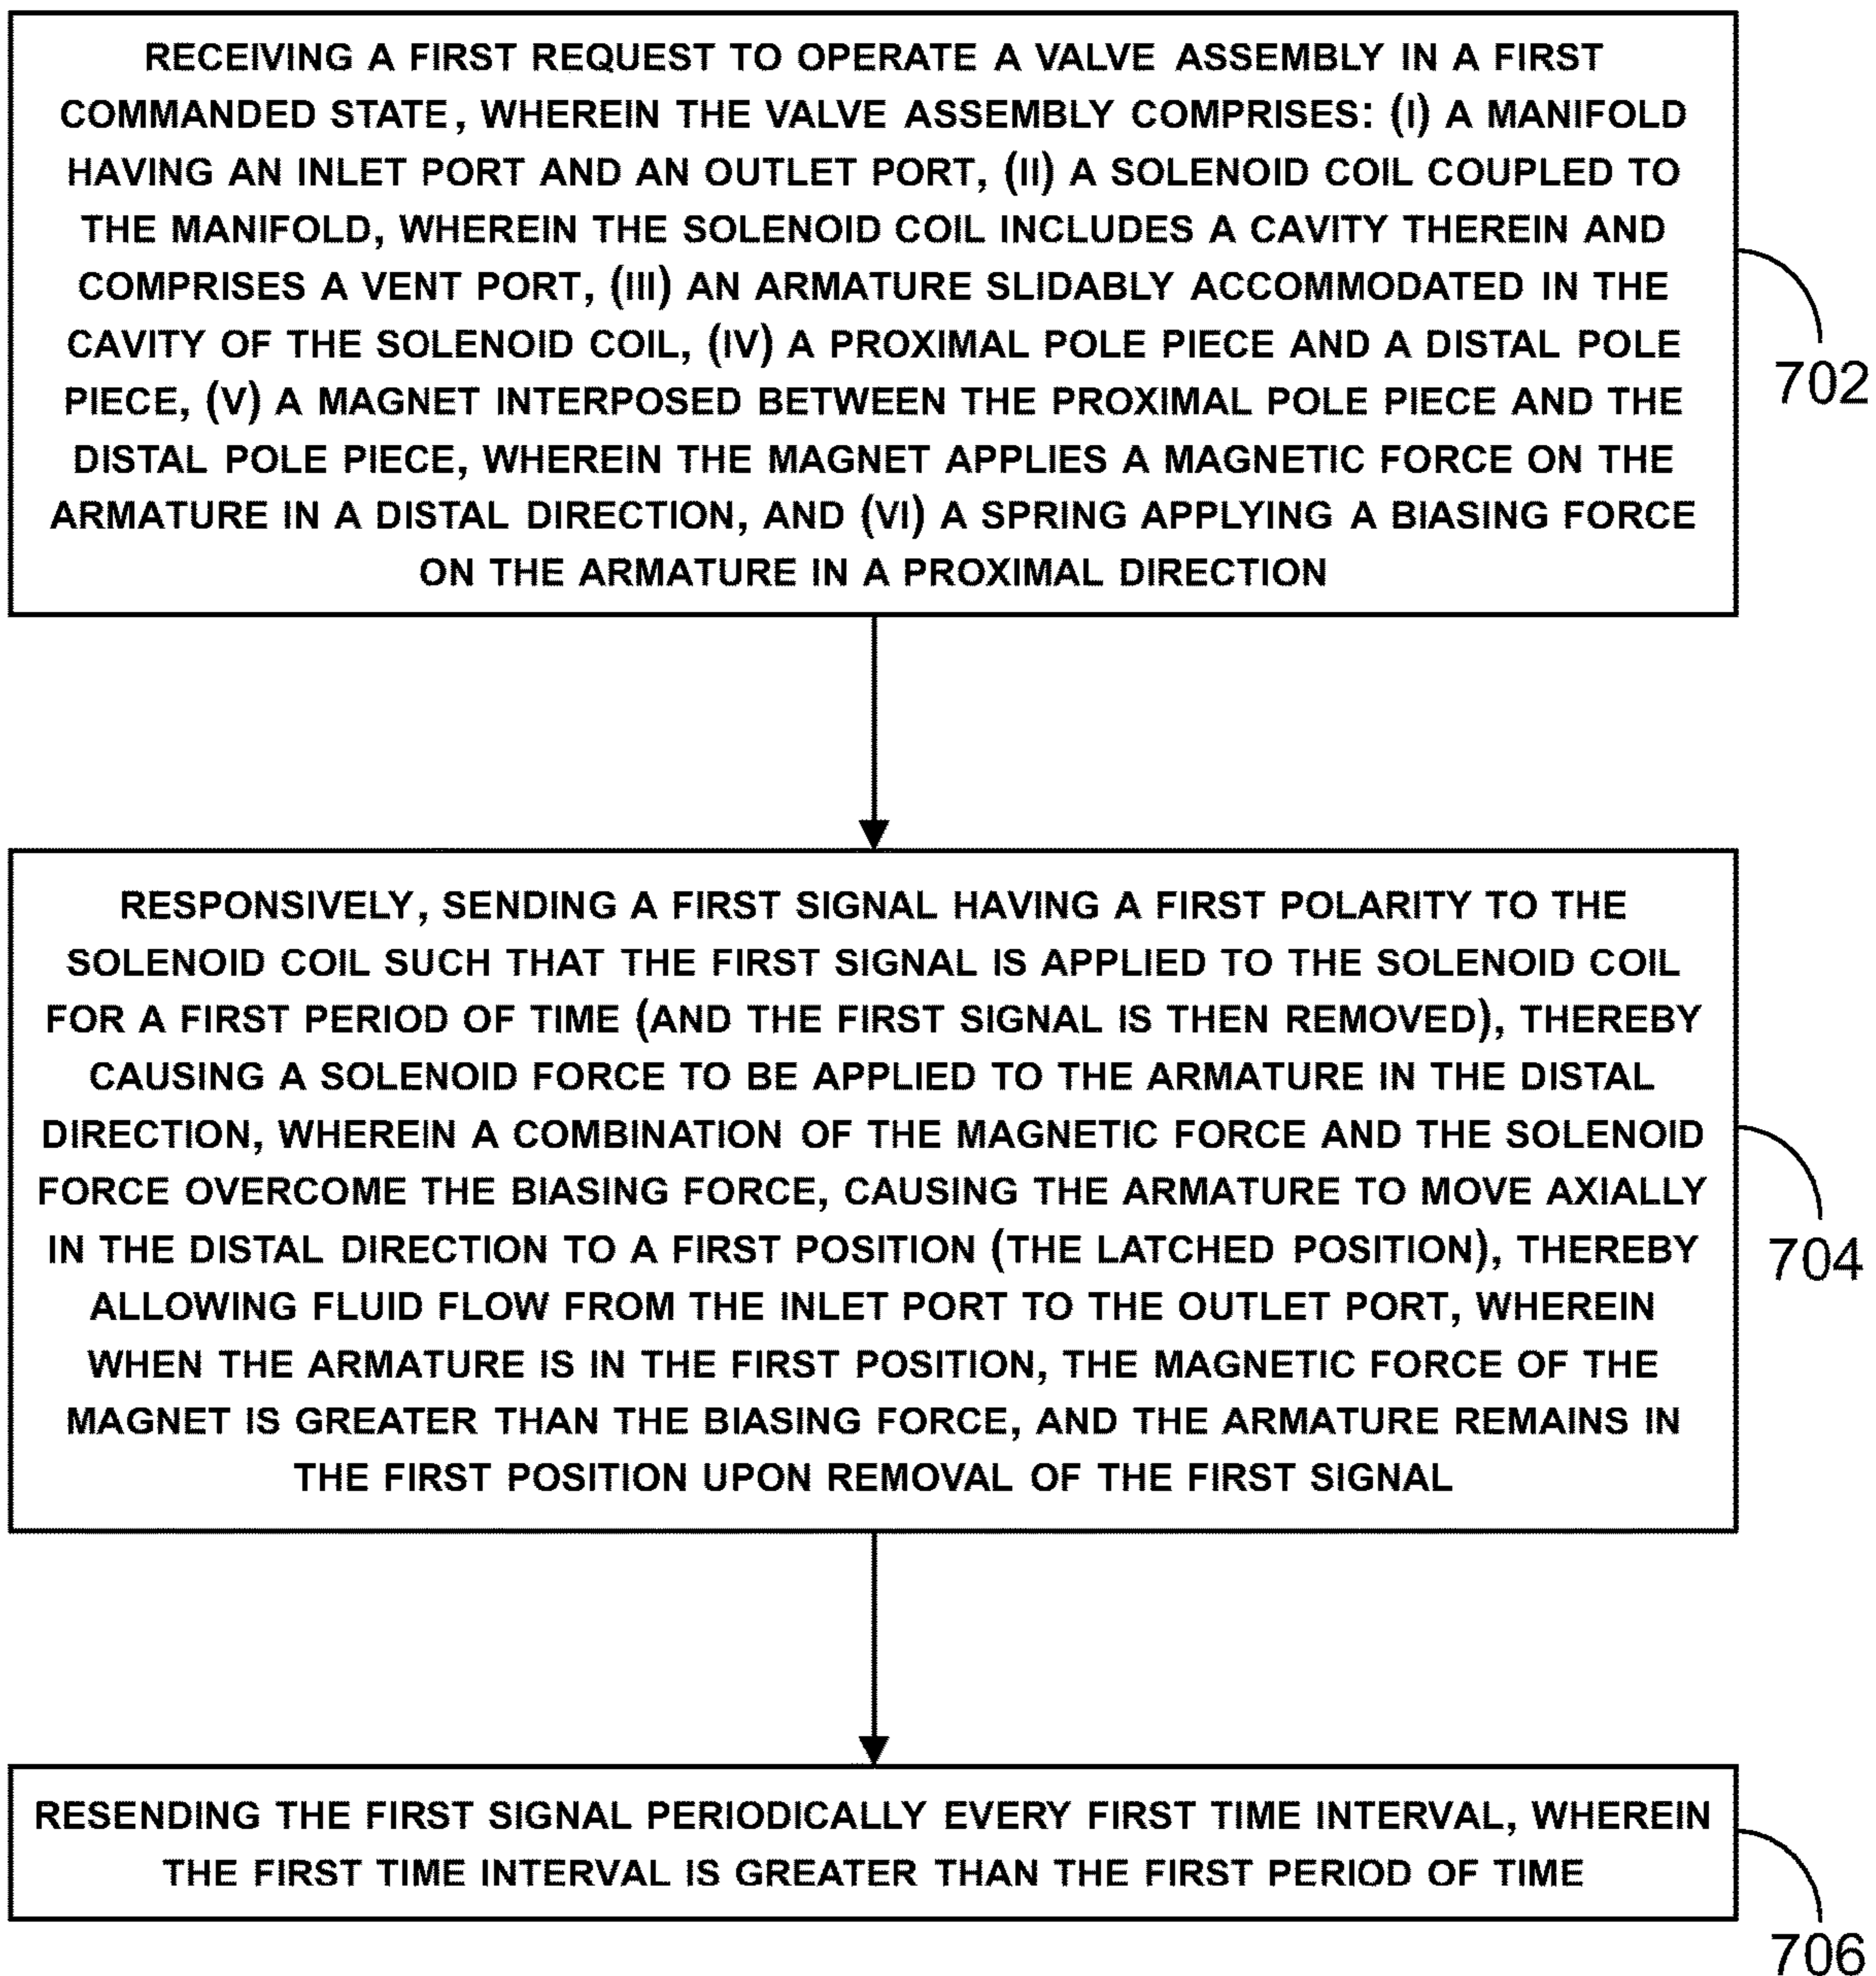 RECEIVING A FIRST REQUEST TO OPERATE A VALVE ASSEMBLY IN A FIRST
COMMANDED STATE, WHEREIN THE VALVE ASSEMBLY COMPRISES: (I) A MANIFOLD
HAVING AN INLET PORT AND AN OUTLET PORT, (II) A SOLENOID COIL COUPLED TO
THE MANIFOLD, WHEREIN THE SOLENOID COIL INCLUDES A CAVITY THEREIN AND
COMPRISES A VENT PORT, (III) AN ARMATURE SLIDABLY ACCOMMODATED IN THE
CAVITY OF THE SOLENOID COIL, (IV) A PROXIMAL POLE PIECE AND A DISTAL POLE
PIECE, (V) A MAGNET INTERPOSED BETWEEN THE PROXIMAL POLE PIECE AND THE
DISTAL POLE PIECE, WHEREIN THE MAGNET APPLIES A MAGNETIC FORCE ON THE
ARMATURE IN A DISTAL DIRECTION, AND (VI) A SPRING APPLYING A BIASING FORCE
ON THE ARMATURE IN A PROXIMAL DIRECTION
702
RESPONSIVELY, SENDING A FIRST SIGNAL HAVING A FIRST POLARITY TO THE
SOLENOID COIL SUCH THAT THE FIRST SIGNAL IS APPLIED TO THE SOLENOID COIL
FOR A FIRST PERIOD OF TIME (AND THE FIRST SIGNAL IS THEN REMOVED), THEREBY
CAUSING A SOLENOID FORCE TO BE APPLIED TO THE ARMATURE IN THE DISTAL
DIRECTION, WHEREIN A COMBINATION OF THE MAGNETIC FORCE AND THE SOLENOID
FORCE OVERCOME THE BIASING FORCE, CAUSING THE ARMATURE TO MOVE AXIALLY
IN THE DISTAL DIRECTION TO A FIRST POSITION (THE LATCHED POSITION), THEREBY
ALLOWING FLUID FLOW FROM THE INLET PORT TO THE OUTLET PORT, WHEREIN
WHEN THE ARMATURE IS IN THE FIRST POSITION, THE MAGNETIC FORCE OF THE
MAGNET IS GREATER THAN THE BIASING FORCE, AND THE ARMATURE REMAINS IN
THE FIRST POSITION UPON REMOVAL OF THE FIRST SIGNAL
704
RESENDING THE FIRST SIGNAL PERIODICALLY EVERY FIRST TIME INTERVAL, WHEREIN
THE FIRST TIME INTERVAL IS GREATER THAN THE FIRST PERIOD OF TIME
706